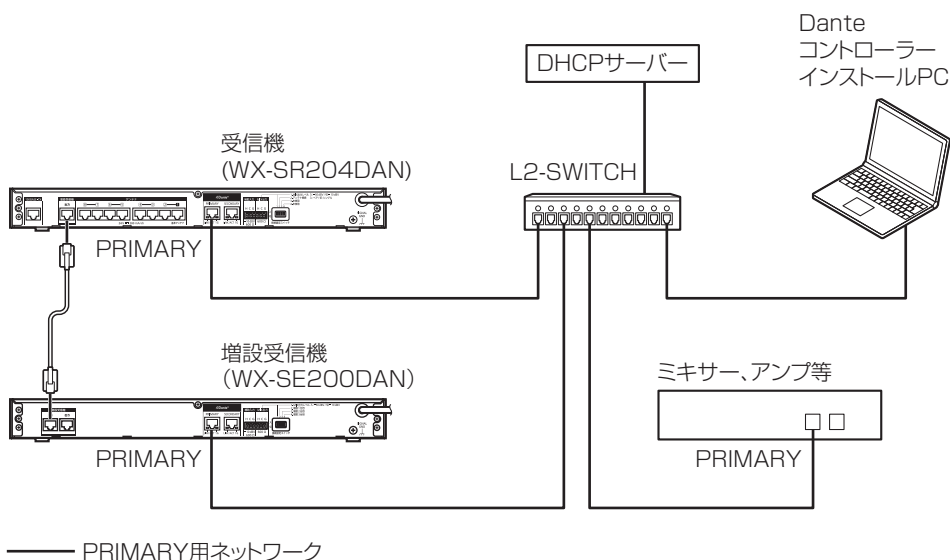 Dante
コントローラー
インストールPC
DHCPサーバー
受信機
(WX-SR204DAN)
L2-SWITCH
PRIMARY
増設受信機
(WX-SE200DAN)
ミキサー、アンプ等
PRIMARY
PRIMARY
PRIMARY用ネットワーク